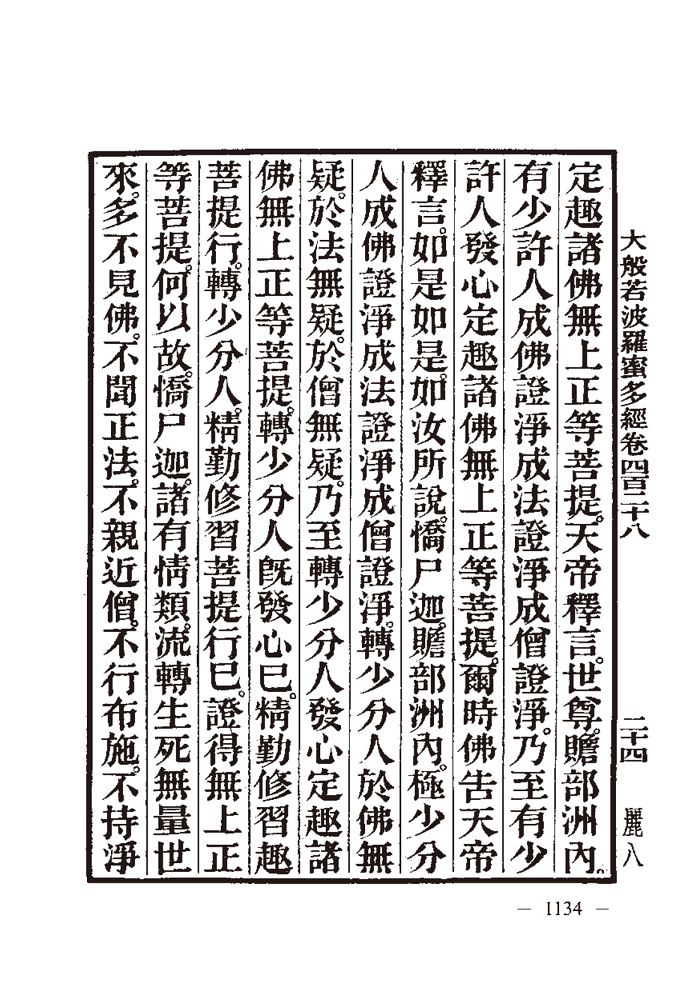 大般若波羅蜜多經卷四百二十八　二十四　麗八
定趣諸佛無上正等菩提。天帝釋言。世尊。贍部洲內。
有少許人成佛證淨成法證淨成僧證淨。乃至有少
許人發心定趣諸佛無上正等菩提。爾時佛告天帝
釋言。如是如是。如汝所說。憍尸迦。贍部洲內。極少分
人成佛證淨成法證淨成僧證淨。轉少分人於佛無
疑。於法無疑。於僧無疑。乃至轉少分人發心定趣諸
佛無上正等菩提。轉少分人旣發心已。精勤修習趣
菩提行。轉少分人。精勤修習菩提行已。證得無上正
等菩提。何以故。憍尸迦。諸有情類。流轉生死無量世
來。多不見佛。不聞正法。不親近僧。不行布施。不持淨
— 1134 —